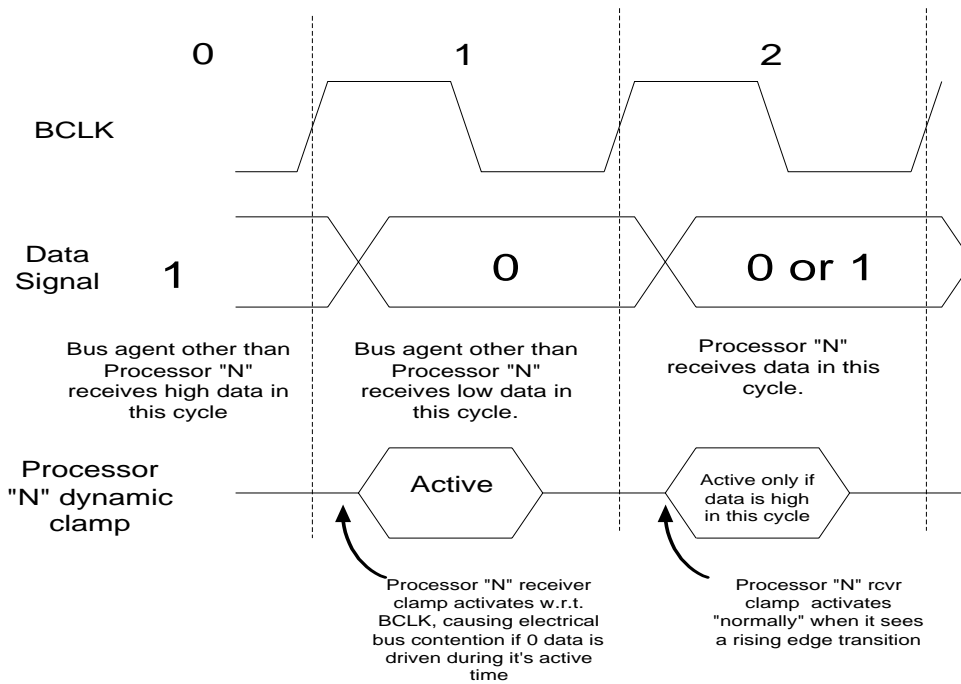 0
1
2
BCLK
Data
Signal
1
0
0 or 1
Bus agent other than
Processor "N"
receives high data in
this cycle
Bus agent other than
Processor "N"
receives low data in
this cycle.
Processor "N"
receives data in this
cycle.
Processor
"N" dynamic
clamp
Active
Active only if
data is high
in this cycle
Processor "N" receiver
clamp activates w.r.t.
BCLK, causing electrical
bus contention if 0 data is
driven during it's active
time
Processor "N" rcvr
clamp activates
"normally" when it sees
a rising edge transition